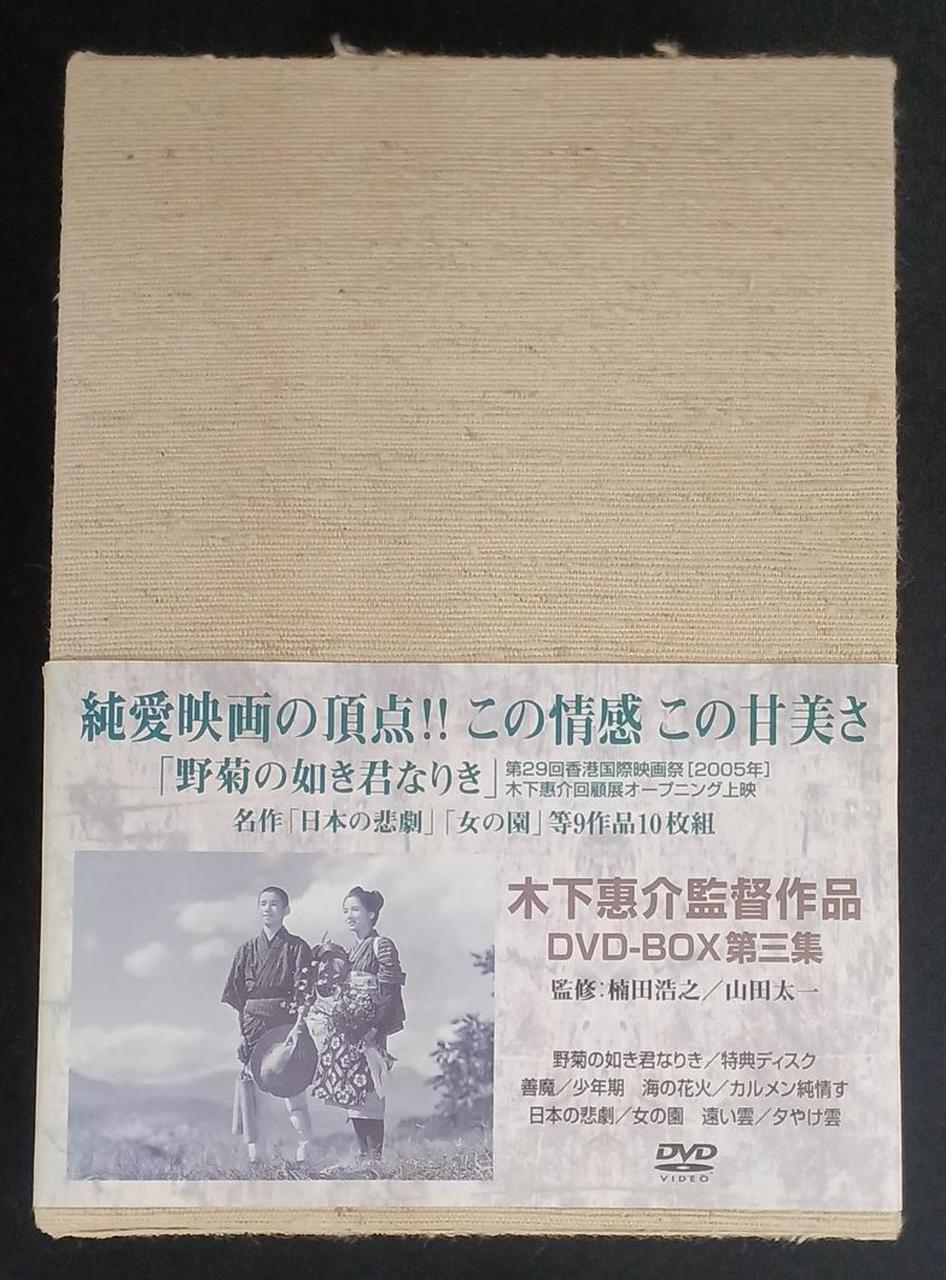 純愛映画の頂点!! この情感 この甘美さ
「野菊の如き君なりき」
第29回香港国際映画祭[2005年]
木下惠介回顧展オープニング上映
名作「日本の悲劇」「女の園」等9作品10枚組
木下惠介監督作品
DVD-BOX第三集
監修:楠田浩之／山田太一
野菊の如き君なりき／特典ディスク
善魔／少年期　海の花火／カルメン純情す
日本の悲劇／女の園　遠い雲／夕やけ雲
DVD
VIDEO